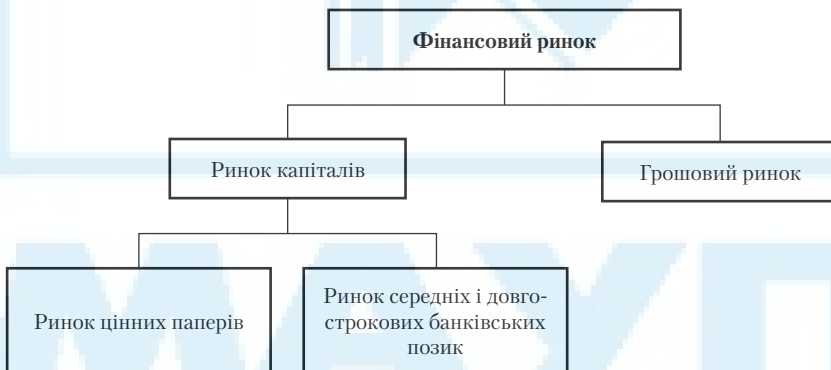 Фінансовий ринок
Ринок капіталів
Грошовий ринок
Ринок цінних паперів
Ринок середніх і довго-
строкових банківських
позик